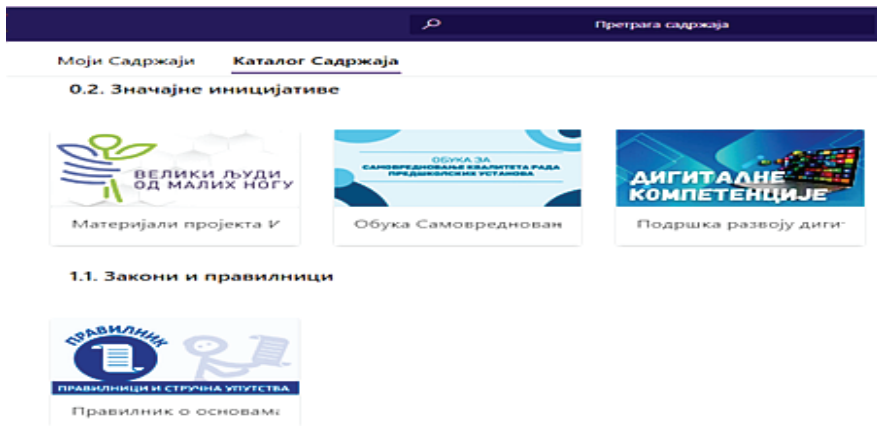 Претрага садржаја
Моји Садржаји Каталог Садржаја
0.2. Значајне иницијативе
ВЕЛИКИ ЉУДИ
ОД МАЛИХ НОГУ
ОБУКА ЗА
САМОВРЕДНОВАЊЕ КВАЛИТЕТА РАДА
ПРЕДШКОЛСКИХ УСТАНОВА
ДИГИТАЛНЕ
КОМПЕТЕНЦИЈЕ
Материјали пројекта И
Обука Самовреднован
Подршка развоју диги
1.1. Закони и правилници
ПРАВИЛНИК
ПРАВИЛНИЦИ И СТРУЧНА УПУТСТВА
Правилник о основама